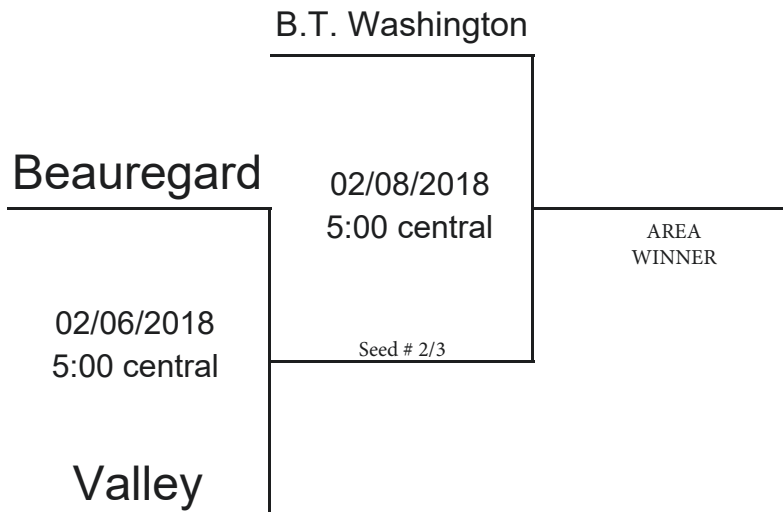 B.T. Washington
Beauregard
02/08/2018
5:00 central
AREA
WINNER
02/06/2018
5:00 central
Seed # 2/3
Valley